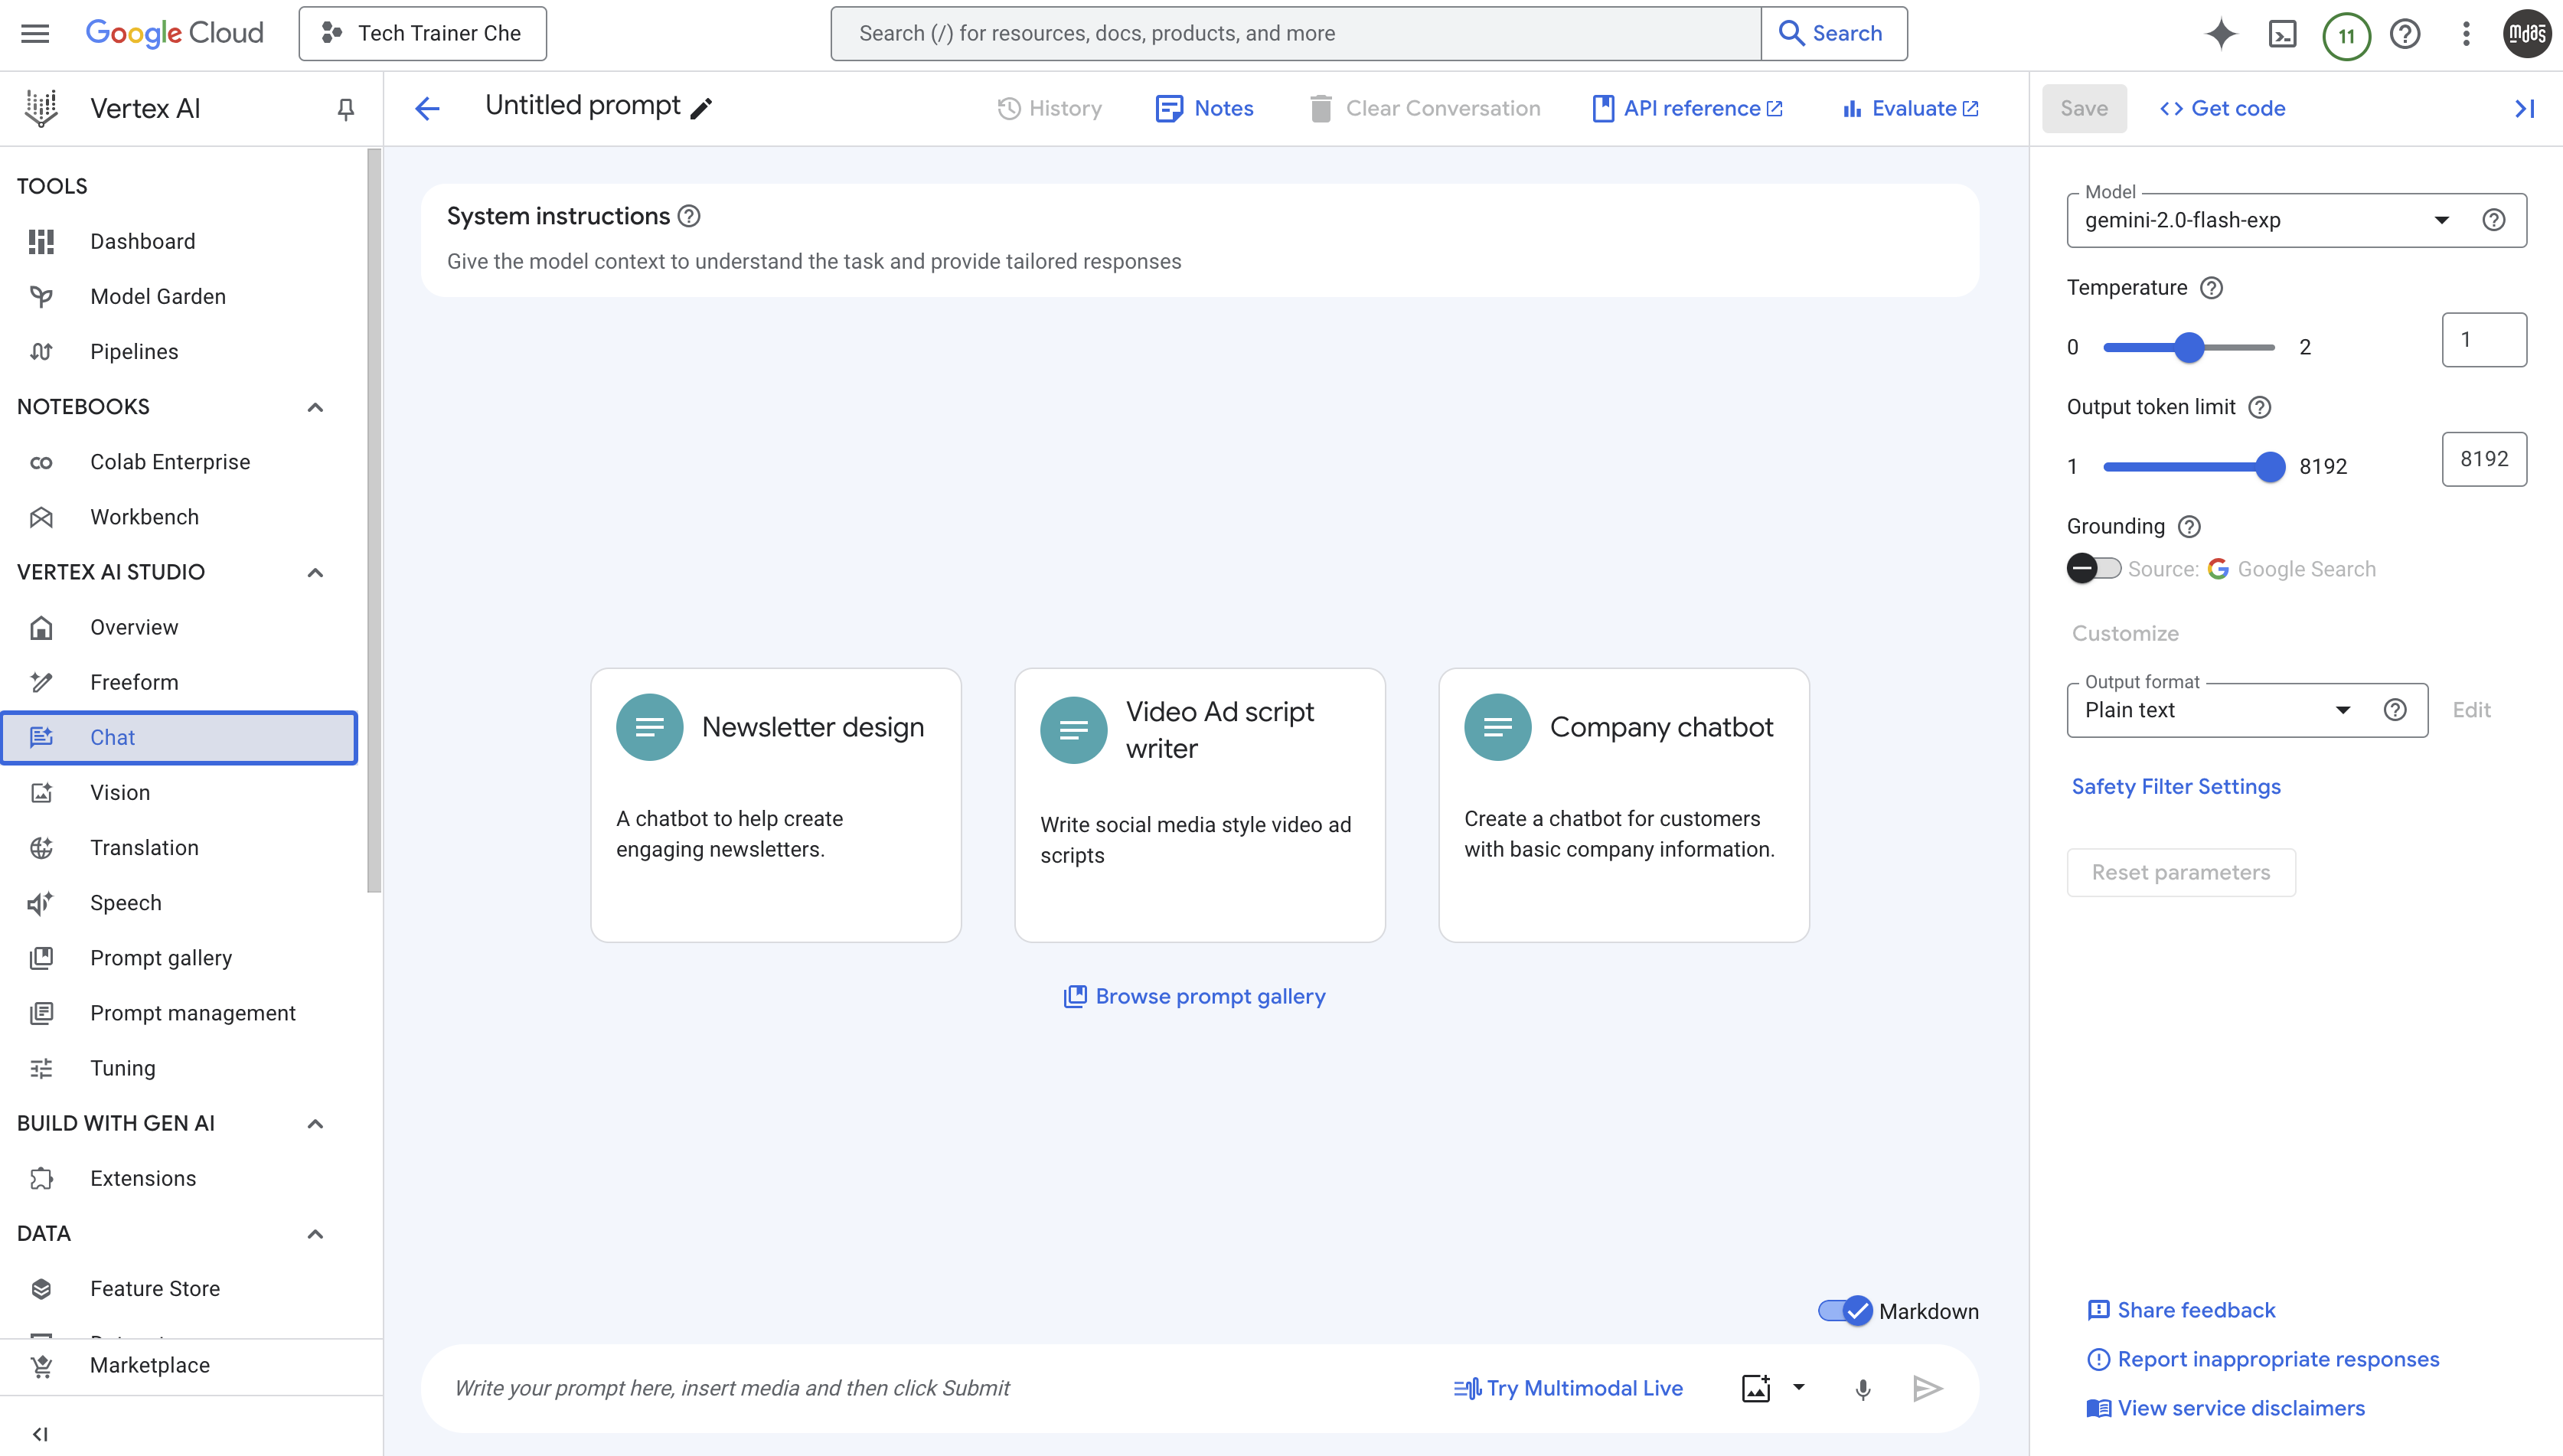 Google Cloud
Tech Trainer Che
Search (/) for resources, docs, products, and more
Search
11
mdas
Vertex AI
Untitled prompt
History
Notes
Clear Conversation
API reference
Evaluate
Save
Get code
TOOLS
Dashboard
Model Garden
Pipelines
NOTEBOOKS
Colab Enterprise
Workbench
VERTEX AI STUDIO
Overview
Freeform
Chat
Vision
Translation
Speech
Prompt gallery
Prompt management
Tuning
BUILD WITH GEN AI
Extensions
DATA
Feature Store
Marketplace
System instructions
Give the model context to understand the task and provide tailored responses
Newsletter design
A chatbot to help create
engaging newsletters.
Video Ad script
writer
Write social media style video ad
scripts
Company chatbot
Create a chatbot for customers
with basic company information.
Browse prompt gallery
Markdown
Write your prompt here, insert media and then click Submit
Try Multimodal Live
Model
gemini-2.0-flash-exp
Temperature
0
2
1
Output token limit
1
8192
8192
Grounding
Source: Google Search
Customize
Output format
Plain text
Edit
Safety Filter Settings
Reset parameters
Share feedback
Report inappropriate responses
View service disclaimers